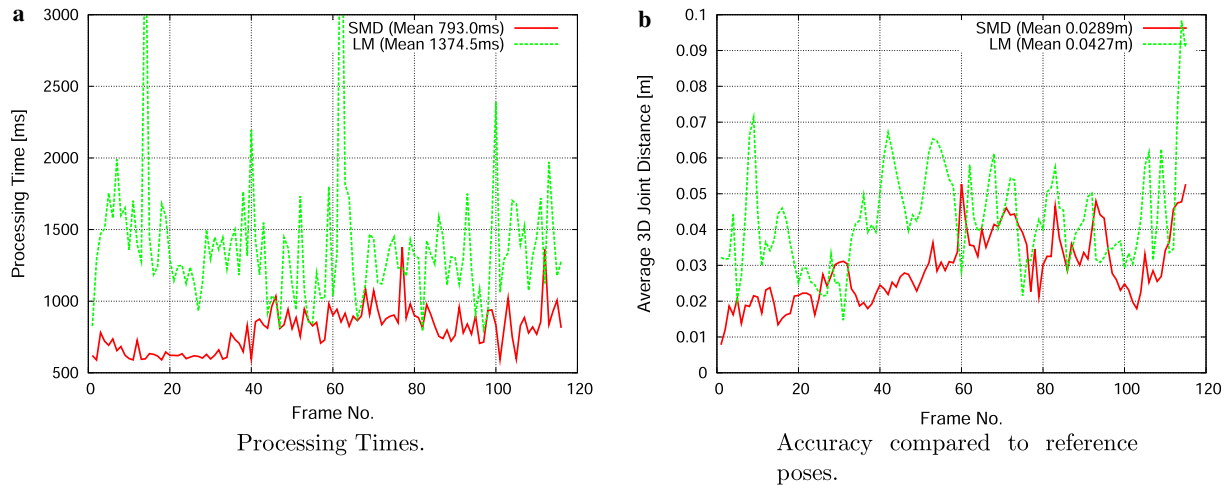 a
3000
2500
2000
1500
1000
500
Processing Time [ms]
SMD (Mean 793.0ms)
LM (Mean 1374.5ms)
0 20 40 60 80 100 120
Frame No.
Processing Times.
b
0.1
0.09
0.08
0.07
0.06
0.05
0.04
0.03
0.02
0.01
0
Average 3D Joint Distance [m]
SMD (Mean 0.0289m)
LM (Mean 0.0427m)
0 20 40 60 80 100 120
Frame No.
Accuracy compared to reference
poses.